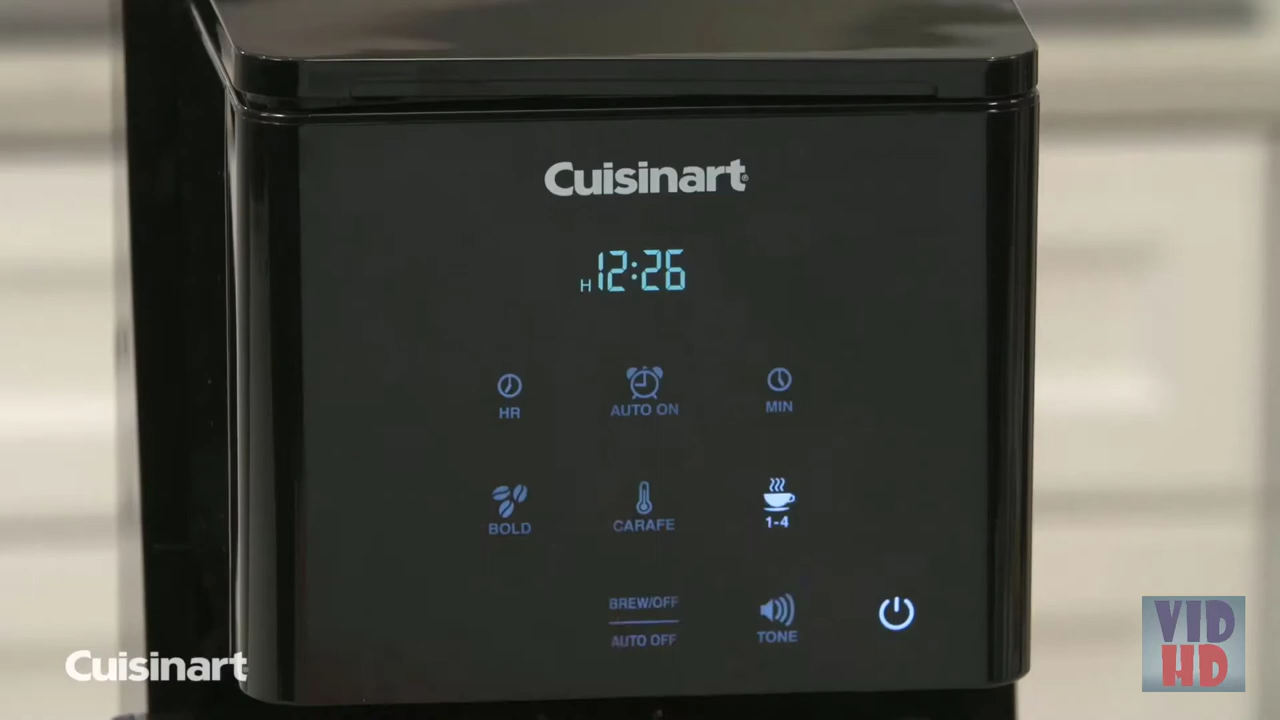 Cuisinart®
H12:26
HR
AUTO ON
MIN
BOLD
CARAFE
1-4
BREW/OFF
AUTO OFF
TONE
Cuisinart
VID
HD